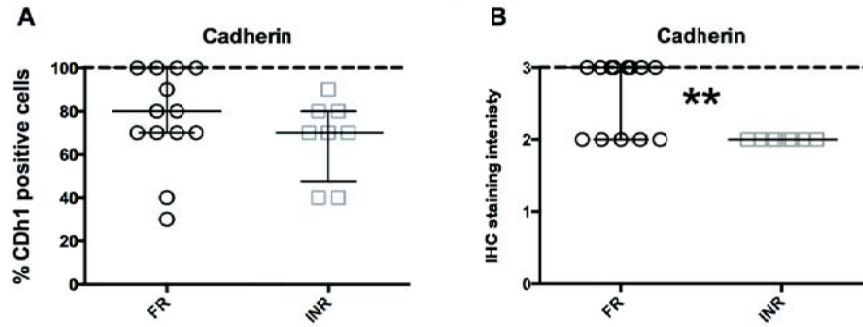 A
Cadherin
% CDh1 positive cells
100
80
60
40
20
0
FR
INR
B
Cadherin
IHC staining intenisty
3
2
1
0
**
FR
INR